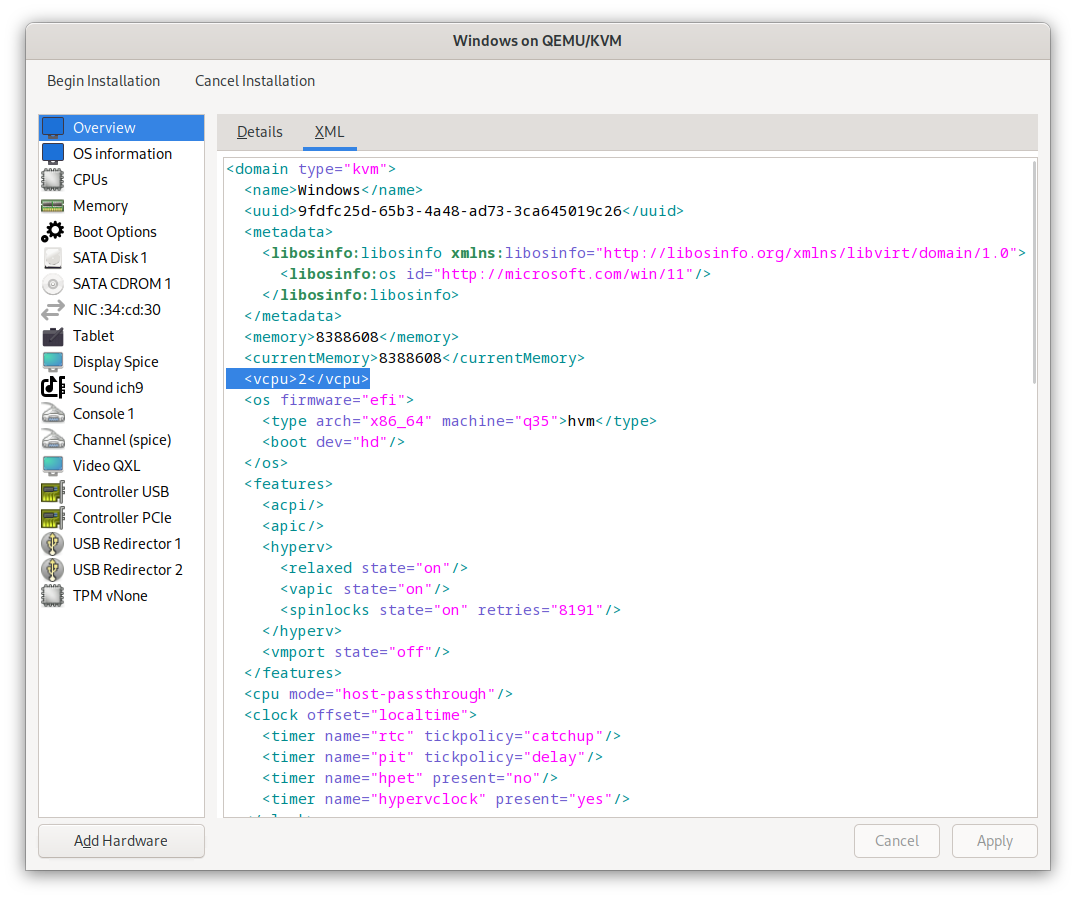 Windows on QEMU/KVM
Begin Installation
Cancel Installation
Overview
OS information
CPUs
Memory
Boot Options
SATA Disk 1
SATA CDROM 1
NIC :34:cd:30
Tablet
Display Spice
Sound ich9
Console 1
Channel (spice)
Video QXL
Controller USB
Controller PCIe
USB Redirector 1
USB Redirector 2
TPM vNone
Add Hardware
Details
XML
<domain type="kvm">
  <name>Windows</name>
  <uuid>9fdfc25d-65b3-4a48-ad73-3ca645019c26</uuid>
  <metadata>
    <libosinfo:libosinfo xmlns:libosinfo="http://libosinfo.org/xmlns/libvirt/domain/1.0">
      <libosinfo:os id="http://microsoft.com/win/11"/>
    </libosinfo:libosinfo>
  </metadata>
  <memory>8388608</memory>
  <currentMemory>8388608</currentMemory>
  <vcpu>2</vcpu>
  <os firmware="efi">
    <type arch="x86_64" machine="q35">hvm</type>
    <boot dev="hd"/>
  </os>
  <features>
    <acpi/>
    <apic/>
    <hyperv>
      <relaxed state="on"/>
      <vapic state="on"/>
      <spinlocks state="on" retries="8191"/>
    </hyperv>
    <vmport state="off"/>
  </features>
  <cpu mode="host-passthrough"/>
  <clock offset="localtime">
    <timer name="rtc" tickpolicy="catchup"/>
    <timer name="pit" tickpolicy="delay"/>
    <timer name="hpet" present="no"/>
    <timer name="hypervclock" present="yes"/>
Cancel
Apply